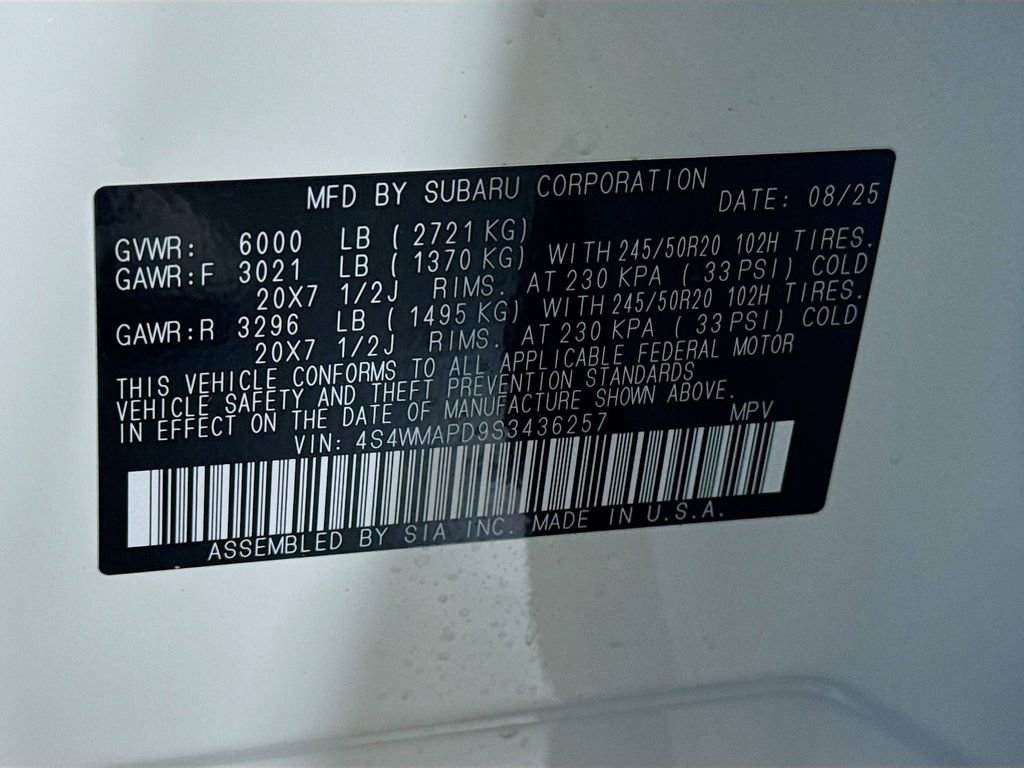 MFD BY SUBARU CORPORATION DATE: 08/25
GVWR: 6000 LB ( 2721 KG)
GAWR:F 3021 LB ( 1370 KG) WITH 245/50R20 102H TIRES.
20X7 1/2J RIMS. AT 230 KPA ( 33 PSI) COLD
GAWR:R 3296 LB ( 1495 KG) WITH 245/50R20 102H TIRES.
20X7 1/2J RIMS. AT 230 KPA ( 33 PSI) COLD
THIS VEHICLE CONFORMS TO ALL APPLICABLE FEDERAL MOTOR
VEHICLE SAFETY AND THEFT PREVENTION STANDARDS
IN EFFECT ON THE DATE OF MANUFACTURE SHOWN ABOVE.
VIN: 4S4WMAPD9S3436257 MPV
ASSEMBLED BY SIA INC. MADE IN U.S.A.